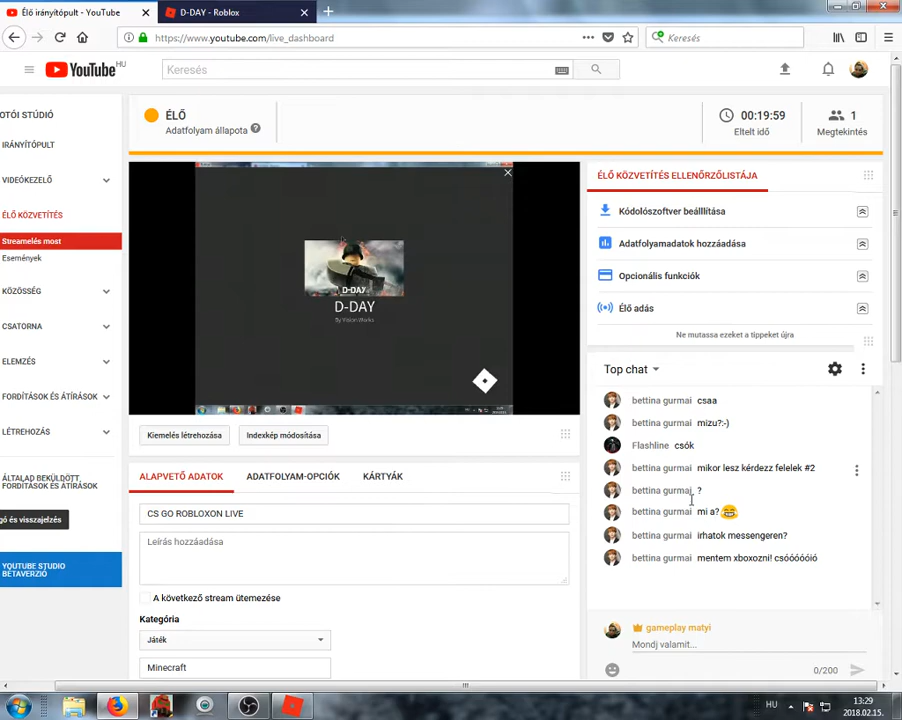 Élő irányítópult - YouTube
D-DAY - Roblox
https://www.youtube.com/live_dashboard
Keresés
YouTube HU
Keresés
OTÓI STÚDIÓ
IRÁNYÍTÓPULT
VIDEÓKEZELŐ
ÉLŐ KÖZVETÍTÉS
Streamelés most
Események
KÖZÖSSÉG
CSATORNA
ELEMZÉS
FORDÍTÁSOK ÉS ÁTÍRÁSOK
LÉTREHOZÁS
ÁLTALAD BEKÜLDÖTT,
FORDÍTÁSOK ÉS ÁTÍRÁSOK
gó és visszajelzés
YOUTUBE STUDIO
BÉTAVERZIÓ
ÉLŐ
Adatfolyam állapota
00:19:59
Eltelt idő
1
Megtekintés
D-DAY
D-DAY
By Vision Works
Kiemelés létrehozása
Indexkép módosítása
ALAPVETŐ ADATOK
ADATFOLYAM-OPCIÓK
KÁRTYÁK
CS GO ROBLOXON LIVE
Leírás hozzáadása
A következő stream ütemezése
Kategória
Játék
Minecraft
ÉLŐ KÖZVETÍTÉS ELLENŐRZŐLISTÁJA
Kódolószoftver beállítása
Adatfolyamadatok hozzáadása
Opcionális funkciók
Élő adás
Ne mutassa ezeket a tippeket újra
Top chat
bettina gurmai csaa
bettina gurmai mizu?:-)
Flashline csók
bettina gurmai mikor lesz kérdezz felelek #2
bettina gurmai ?
bettina gurmai mi a? 😂
bettina gurmai irhatok messengeren?
bettina gurmai mentem xboxozni! csóóóóóió
gameplay matyi
Mondj valamit...
0/200
HU
13:29
2018.02.15.